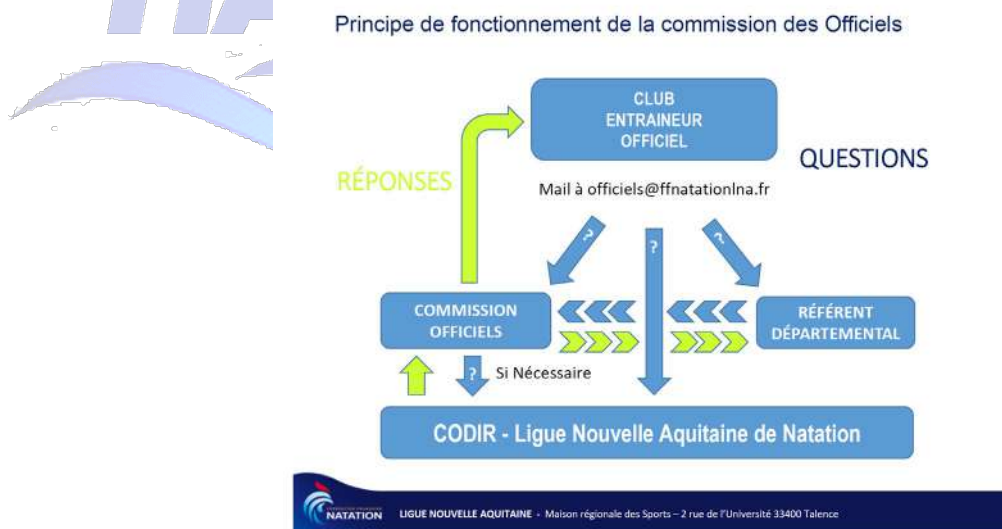 Principe de fonctionnement de la commission des Officiels
CLUB
ENTRAINEUR
OFFICIEL
QUESTIONS
RÉPONSES
Mail à officiels@ffnatationlna.fr
?
?
?
COMMISSION
OFFICIELS
RÉFÉRENT
DÉPARTEMENTAL
?
Si Nécessaire
CODIR - Ligue Nouvelle Aquitaine de Natation
NATATION
LIGUE NOUVELLE AQUITAINE - Maison régionale des Sports – 2 rue de l'Université 33400 Talence